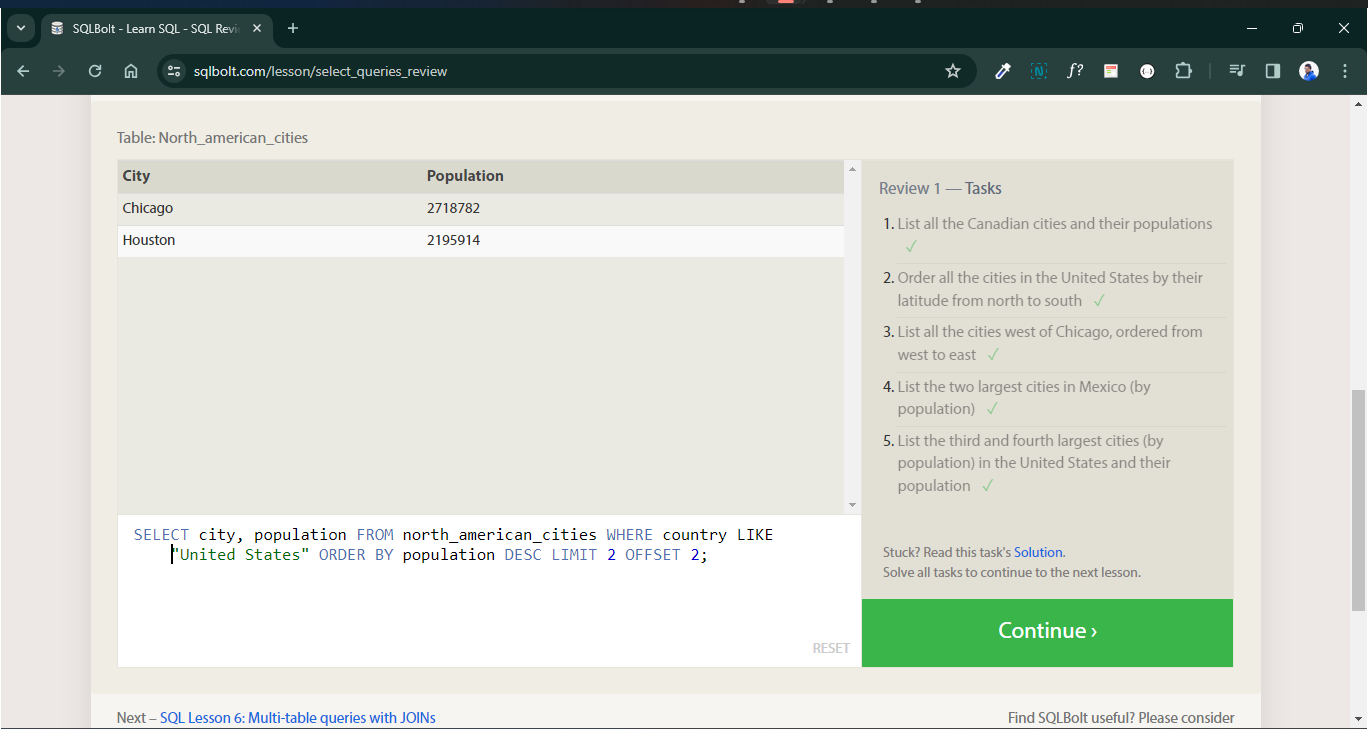 SQLBolt - Learn SQL - SQL Revi
sqlbolt.com/lesson/select_queries_review
f?
Table: North_american_cities
City Population
Chicago 2718782
Houston 2195914
SELECT city, population FROM north_american_cities WHERE country LIKE
"United States" ORDER BY population DESC LIMIT 2 OFFSET 2;
RESET
Review 1 — Tasks
1. List all the Canadian cities and their populations
✓
2. Order all the cities in the United States by their
latitude from north to south ✓
3. List all the cities west of Chicago, ordered from
west to east ✓
4. List the two largest cities in Mexico (by
population) ✓
5. List the third and fourth largest cities (by
population) in the United States and their
population ✓
Stuck? Read this task's Solution.
Solve all tasks to continue to the next lesson.
Continue ›
Next – SQL Lesson 6: Multi-table queries with JOINs
Find SQLBolt useful? Please consider